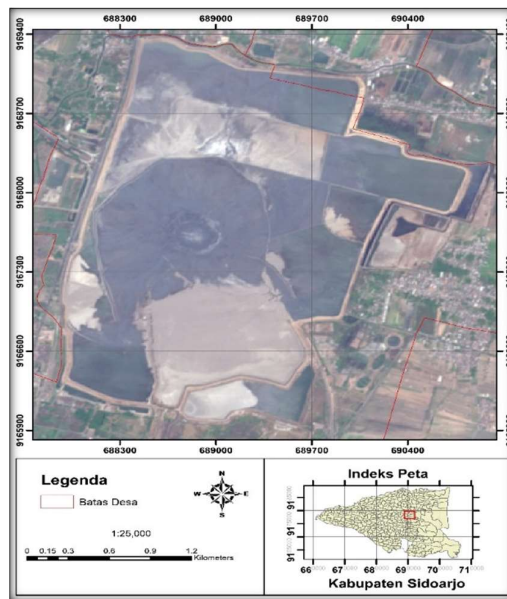 688300 689000 689700 690400
9169400
9168700
9168000
9167300
9166600
9165900
688300 689000 689700 690400
Legenda
Batas Desa
N
W E
S
1:25,000
0 0.15 0.3 0.6 0.9 1.2
Kilometers
Indeks Peta
66 67 68 69 70 71
Kabupaten Sidoarjo